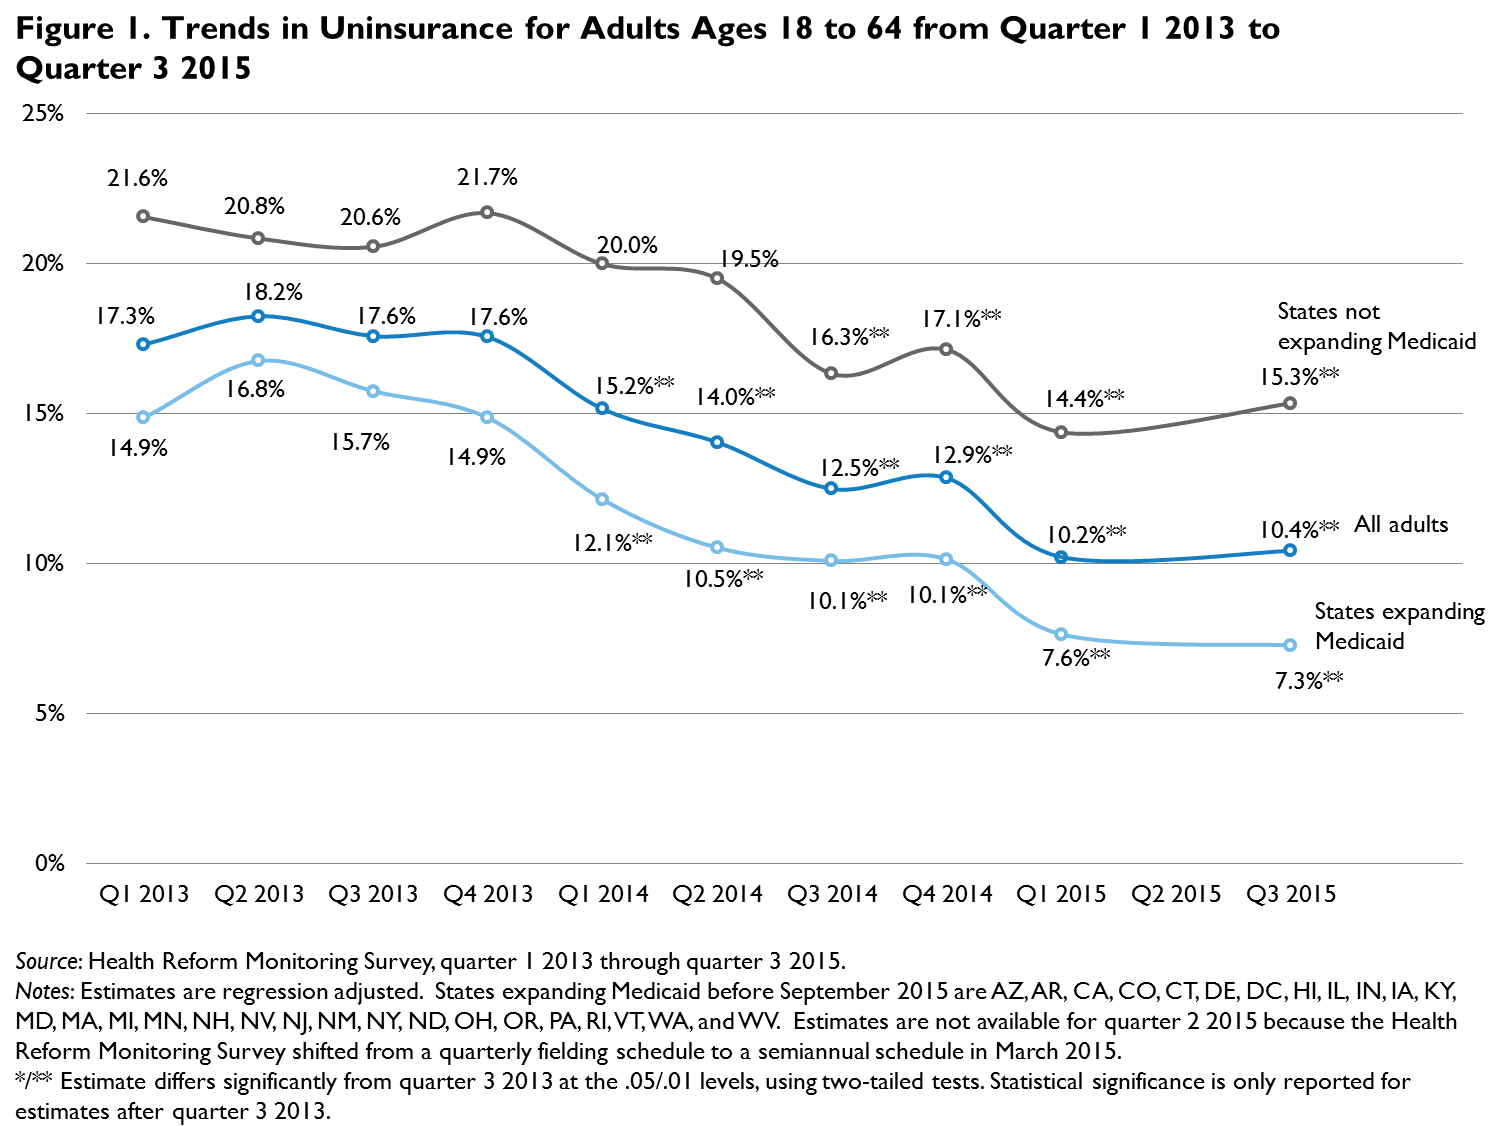 Figure 1. Trends in Uninsurance for Adults Ages 18 to 64 from Quarter 1 2013 to
Quarter 3 2015
25%
21.6%
20.8%
20.6%
21.7%
20.0%
19.5%
20%
18.2%
17.3%
17.6%
17.6%
16.3%**
17.1%**
States not
expanding Medicaid
15.3%**
16.8%
15.2%**
14.0%**
14.4%**
15%
14.9%
15.7%
14.9%
12.5%**
12.9%**
12.1%**
10.2%**
10.4%** All adults
10%
10.5%**
10.1%**
10.1%**
States expanding
Medicaid
7.6%**
7.3%**
5%
0%
Q1 2013 Q2 2013 Q3 2013 Q4 2013 Q1 2014 Q2 2014 Q3 2014 Q4 2014 Q1 2015 Q2 2015 Q3 2015
Source: Health Reform Monitoring Survey, quarter 1 2013 through quarter 3 2015.
Notes: Estimates are regression adjusted. States expanding Medicaid before September 2015 are AZ, AR, CA, CO, CT, DE, DC, HI, IL, IN, IA, KY,
MD, MA, MI, MN, NH, NV, NJ, NM, NY, ND, OH, OR, PA, RI, VT, WA, and WV. Estimates are not available for quarter 2 2015 because the Health
Reform Monitoring Survey shifted from a quarterly fielding schedule to a semiannual schedule in March 2015.
*/** Estimate differs significantly from quarter 3 2013 at the .05/.01 levels, using two-tailed tests. Statistical significance is only reported for
estimates after quarter 3 2013.